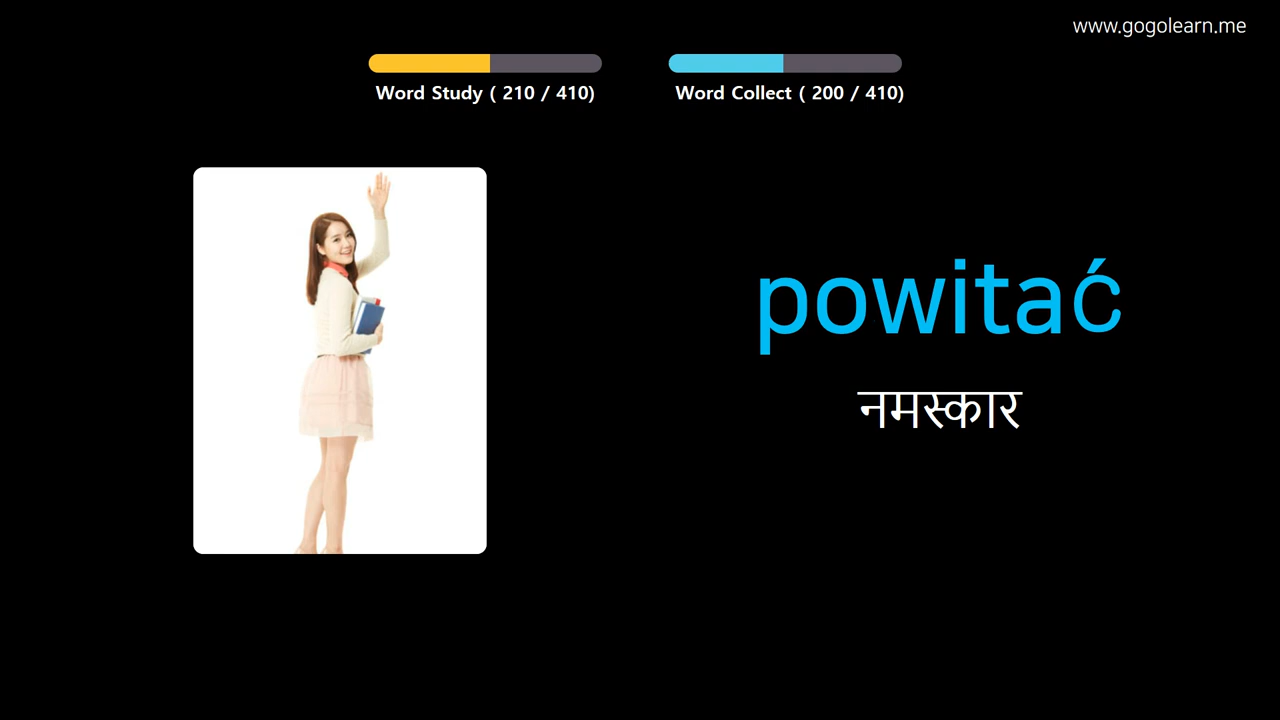 www.gogolearn.me
Word Study ( 210 / 410)
Word Collect ( 200 / 410)
powitać
नमस्कार